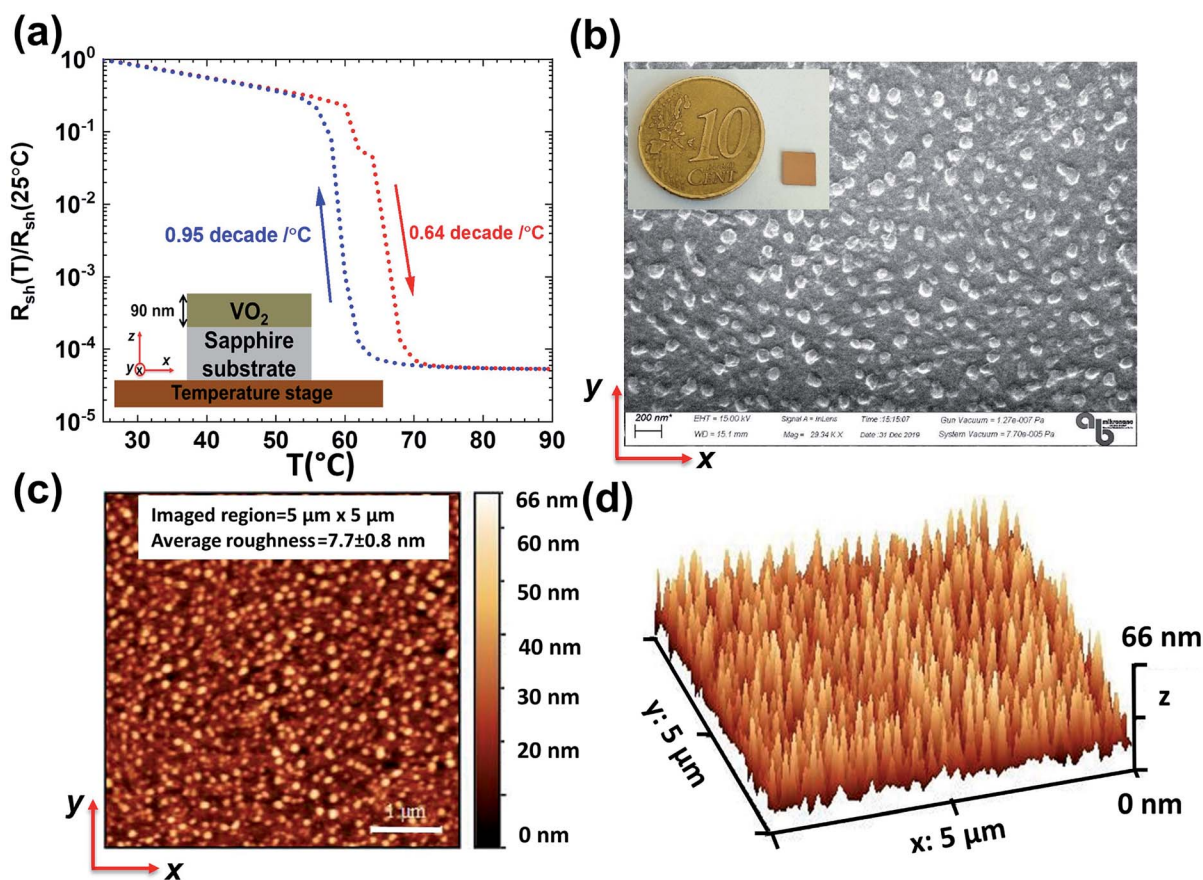 (a)
10⁰
10⁻¹
10⁻²
10⁻³
10⁻⁴
10⁻⁵
R_sh(T)/R_sh(25°C)
0.95 decade /°C
0.64 decade /°C
90 nm
VO₂
Sapphire
substrate
Temperature stage
z
y
x
x
30 40 50 60 70 80 90
T(°C)
(b)
10
CENT
200 nm*
EHT = 15.00 kV
Signal A = InLens
Time :15:15:07
Gun Vacuum = 1.27e-007 Pa
WD = 15.1 mm
Mag = 29.34 K X
Date :31 Dec 2019
System Vacuum = 7.70e-005 Pa
ab
y
x
(c)
Imaged region=5 μm x 5 μm
Average roughness=7.7±0.8 nm
1 μm
66 nm
60 nm
50 nm
40 nm
30 nm
20 nm
0 nm
y
x
(d)
66 nm
z
0 nm
y: 5 μm
x: 5 μm